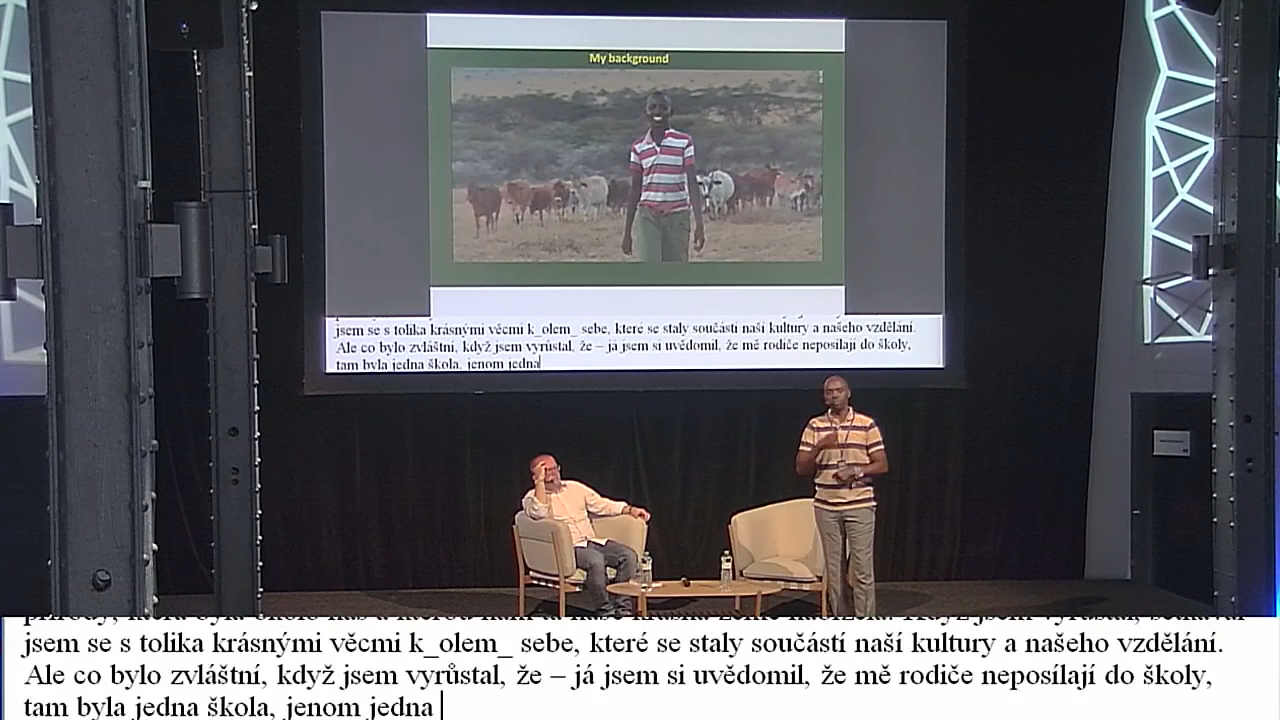 My background
jsem se s tolika krásnými věcmi k_olem_ sebe, které se staly součástí naší kultury a našeho vzdělání.
Ale co bylo zvláštní, když jsem vyrůstal, že – já jsem si uvědomil, že mě rodiče neposílají do školy,
tam byla jedna škola, jenom jedna
jsem se s tolika krásnými věcmi k_olem_ sebe, které se staly součástí naší kultury a našeho vzdělání.
Ale co bylo zvláštní, když jsem vyrůstal, že – já jsem si uvědomil, že mě rodiče neposílají do školy,
tam byla jedna škola, jenom jedna